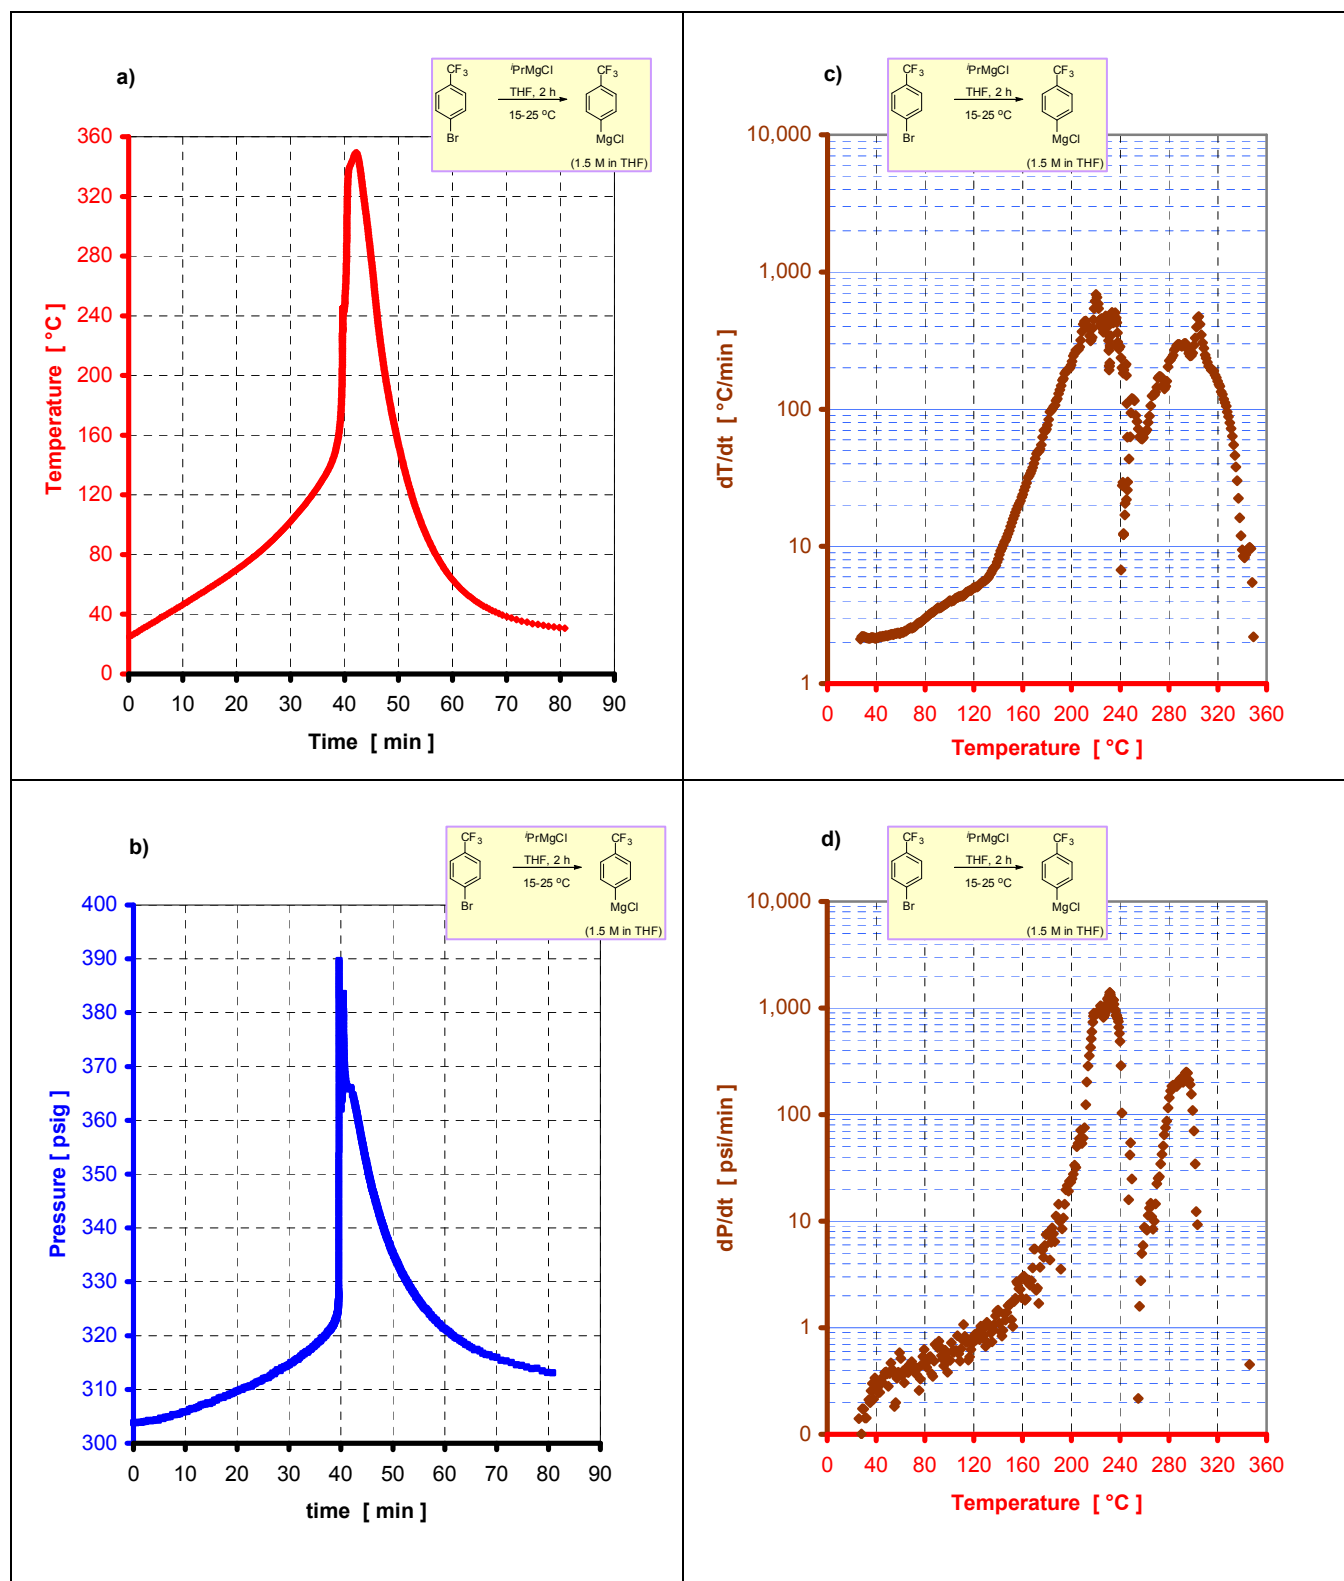 a)
CF3
Br
iPrMgCl
THF, 2 h
15-25 oC
CF3
MgCl
(1.5 M in THF)
360
320
280
240
200
160
120
80
40
0
Temperature [ °C ]
0 10 20 30 40 50 60 70 80 90
Time [ min ]
c)
CF3
Br
iPrMgCl
THF, 2 h
15-25 oC
CF3
MgCl
(1.5 M in THF)
10,000
1,000
100
10
1
dT/dt [ °C/min ]
0 40 80 120 160 200 240 280 320 360
Temperature [ °C ]
b)
CF3
Br
iPrMgCl
THF, 2 h
15-25 oC
CF3
MgCl
(1.5 M in THF)
400
390
380
370
360
350
340
330
320
310
300
Pressure [ psig ]
0 10 20 30 40 50 60 70 80 90
time [ min ]
d)
CF3
Br
iPrMgCl
THF, 2 h
15-25 oC
CF3
MgCl
(1.5 M in THF)
10,000
1,000
100
10
1
0
dP/dt [ psi/min ]
0 40 80 120 160 200 240 280 320 360
Temperature [ °C ]